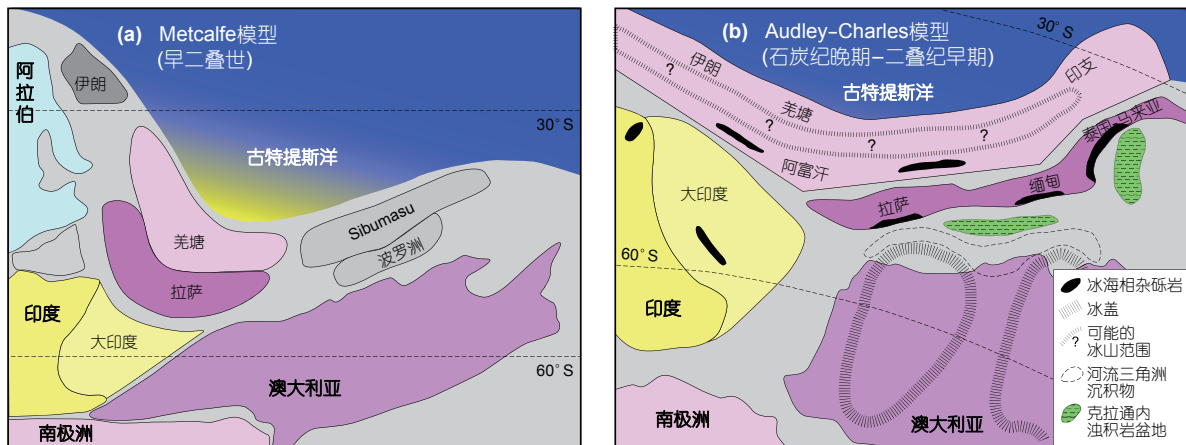 (a) Metcalfe模型
(早二叠世)
阿拉伯
伊朗
30° S
古特提斯洋
羌塘
拉萨
Sibumasu
波罗洲
印度
大印度
60° S
澳大利亚
南极洲
(b) Audley–Charles模型
(石炭纪晚期–二叠纪早期)
30° S
伊朗
?
印支
古特提斯洋
羌塘
?
?
?
泰国-马来亚
阿富汗
大印度
缅甸
拉萨
60° S
印度
澳大利亚
南极洲
冰海相杂砾岩
冰盖
?
可能的
冰山范围
河流三角洲
沉积物
克拉通内
浊积岩盆地